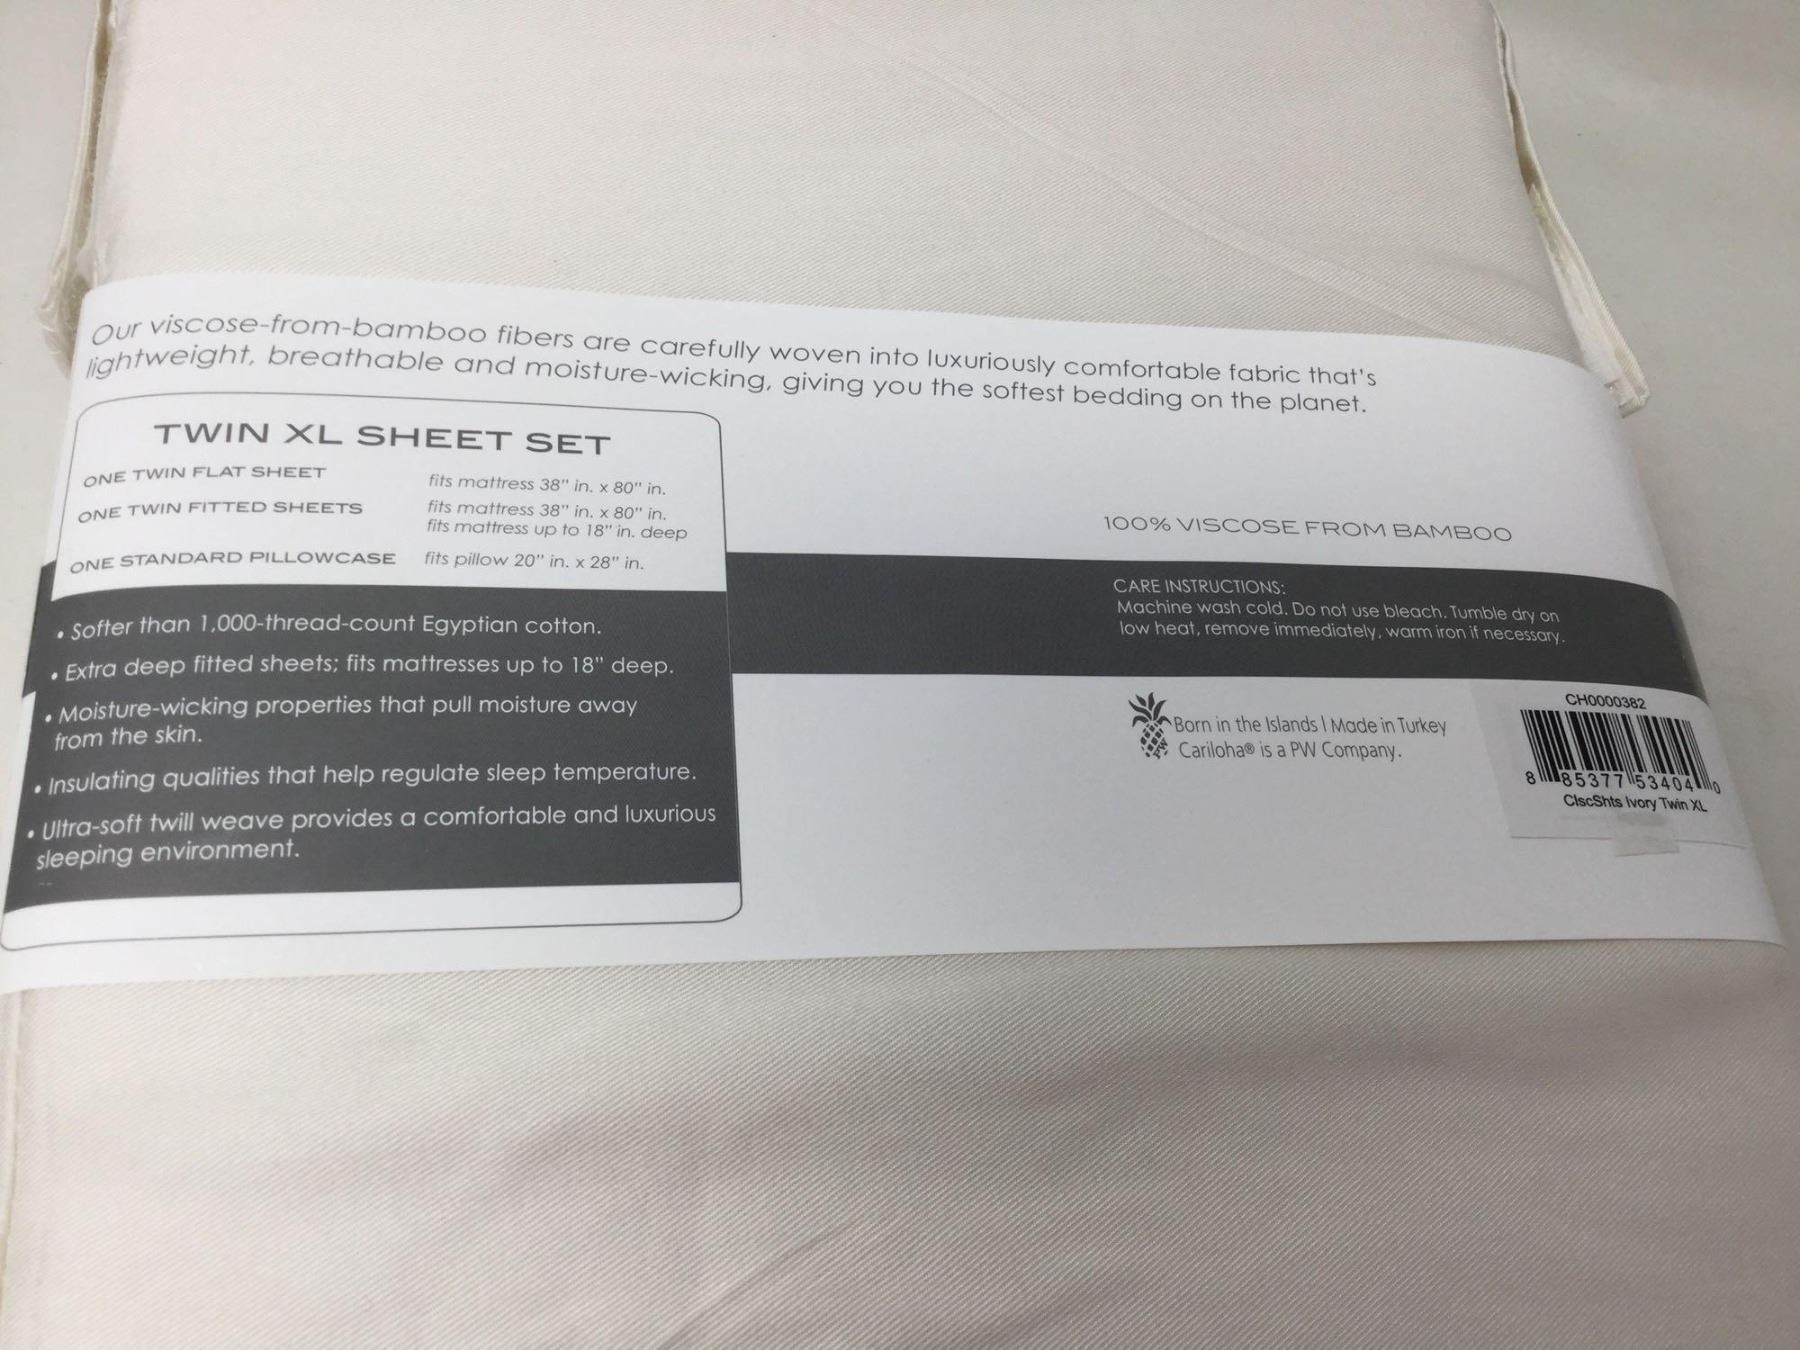 Our viscose-from-bamboo fibers are carefully woven into luxuriously comfortable fabric that's
lightweight, breathable and moisture-wicking, giving you the softest bedding on the planet.
TWIN XL SHEET SET
ONE TWIN FLAT SHEET fits mattress 38" in. x 80" in.
ONE TWIN FITTED SHEETS fits mattress 38" in. x 80" in.
fits mattress up to 18" in. deep
ONE STANDARD PILLOWCASE fits pillow 20" in. x 28" in.
• Softer than 1,000-thread-count Egyptian cotton.
• Extra deep fitted sheets; fits mattresses up to 18" deep.
• Moisture-wicking properties that pull moisture away
from the skin.
• Insulating qualities that help regulate sleep temperature.
• Ultra-soft twill weave provides a comfortable and luxurious
sleeping environment.
100% VISCOSE FROM BAMBOO
CARE INSTRUCTIONS:
Machine wash cold. Do not use bleach. Tumble dry on
low heat, remove immediately, warm iron if necessary.
Born in the Islands | Made in Turkey
Cariloha® is a PW Company.
CH0000382
8 85377 53404 0
ClscShts Ivory Twin XL